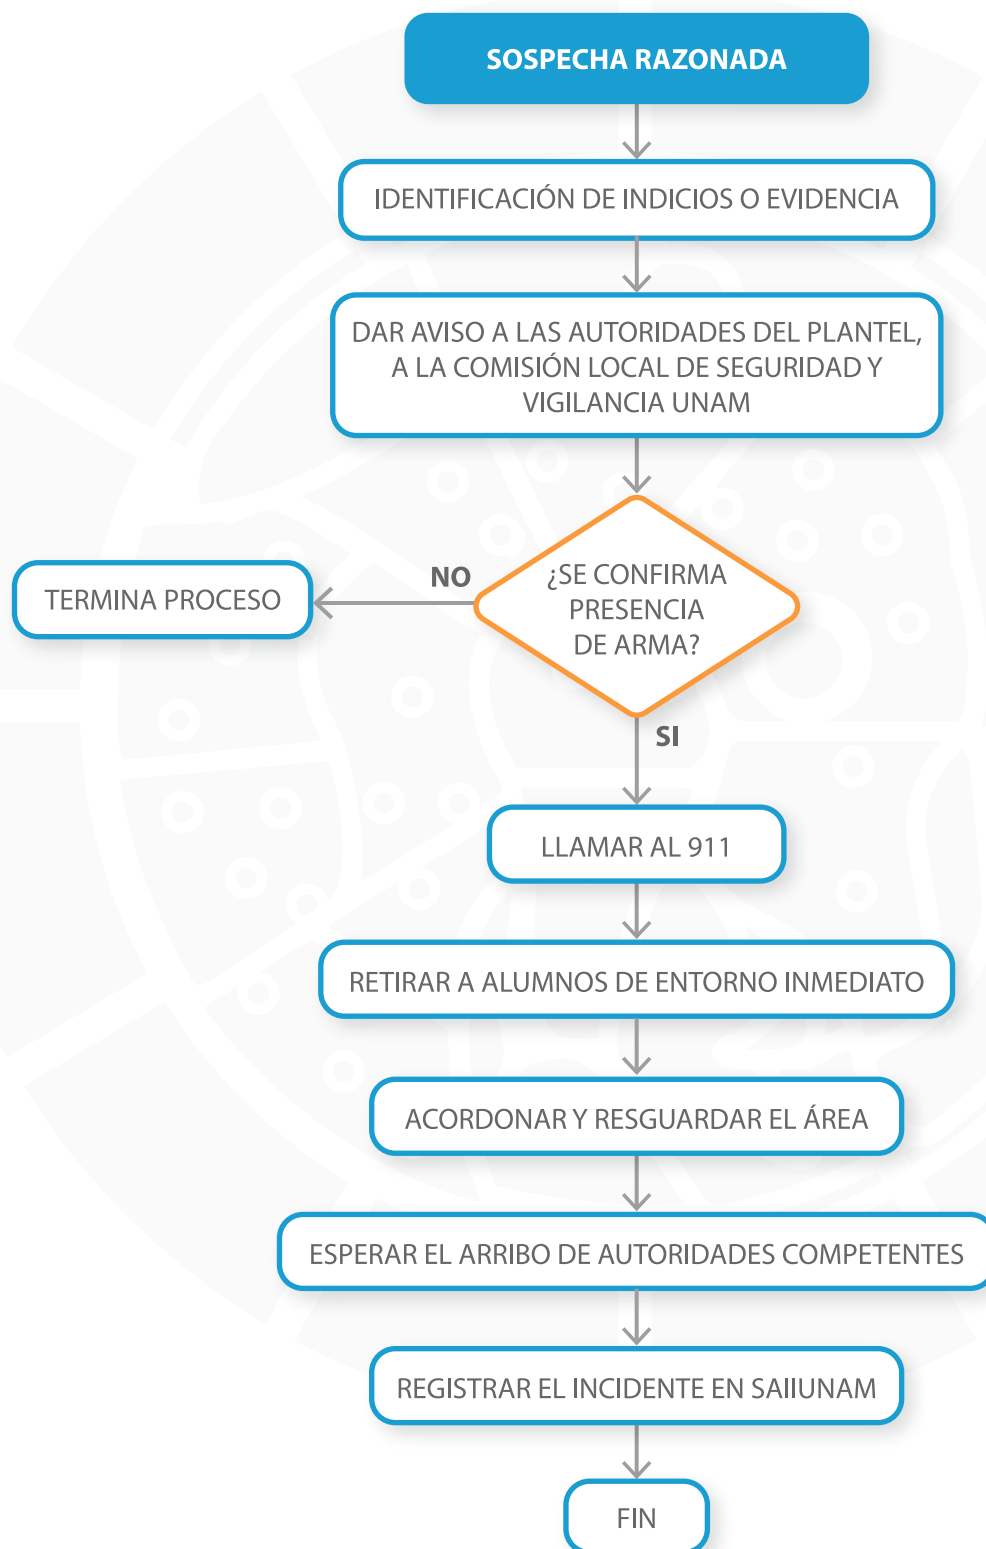 SOSPECHA RAZONADA
IDENTIFICACIÓN DE INDICIOS O EVIDENCIA
DAR AVISO A LAS AUTORIDADES DEL PLANTEL,
A LA COMISIÓN LOCAL DE SEGURIDAD Y
VIGILANCIA UNAM
¿SE CONFIRMA
PRESENCIA
DE ARMA?
NO
TERMINA PROCESO
SI
LLAMAR AL 911
RETIRAR A ALUMNOS DE ENTORNO INMEDIATO
ACORDONAR Y RESGUARDAR EL ÁREA
ESPERAR EL ARRIBO DE AUTORIDADES COMPETENTES
REGISTRAR EL INCIDENTE EN SAIIUNAM
FIN